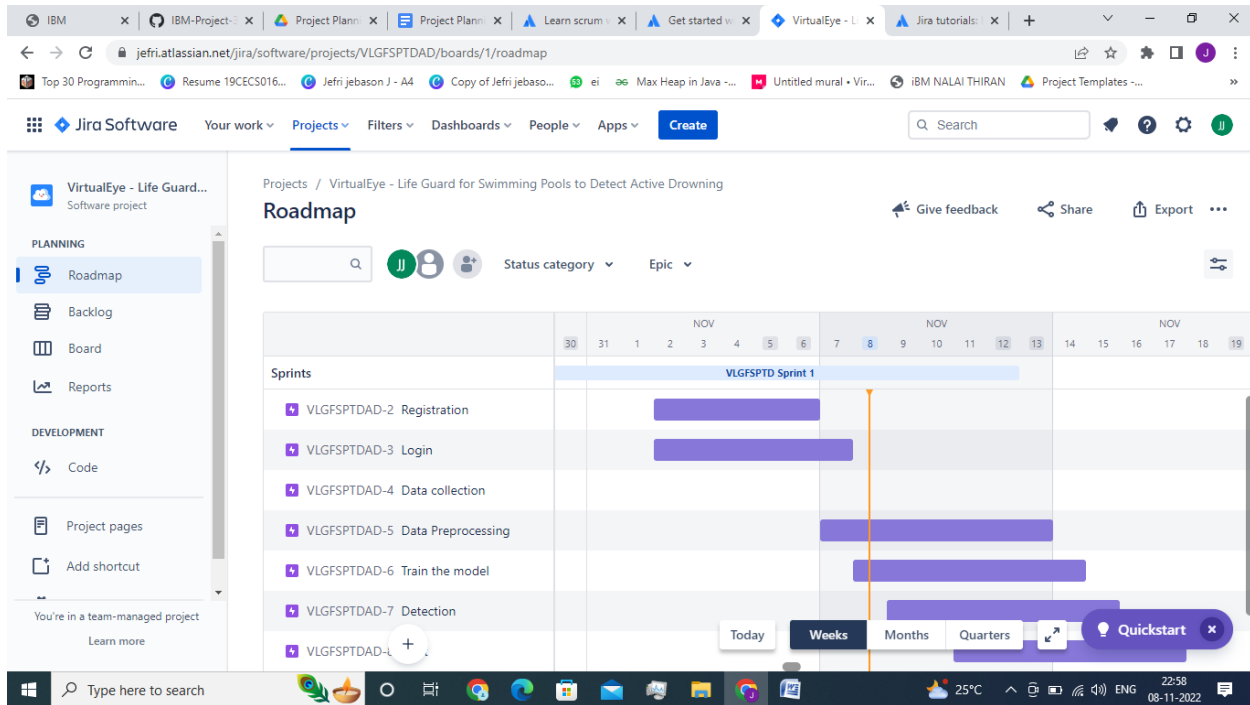 IBM
IBM-Project-
Project Plann
Project Plann
Learn scrum
Get started
VirtualEye -
Jira tutorials:
jefri.atlassian.net/jira/software/projects/VLGFSPTDAD/boards/1/roadmap
J
Top 30 Programmin...
Resume 19CECS016...
Jefri jebason J - A4
Copy of Jefri jebaso...
ei
Max Heap in Java -...
Untitled mural • Vir...
iBM NALAI THIRAN
Project Templates -...
»
Jira Software
Your work
Projects
Filters
Dashboards
People
Apps
Create
Search
JJ
VirtualEye - Life Guard...
Software project
PLANNING
Roadmap
Backlog
Board
Reports
DEVELOPMENT
Code
Project pages
Add shortcut
You're in a team-managed project
Learn more
Projects / VirtualEye - Life Guard for Swimming Pools to Detect Active Drowning
Roadmap
Give feedback
Share
Export
JJ
Status category
Epic
NOV NOV NOV
30 31 1 2 3 4 5 6 7 8 9 10 11 12 13 14 15 16 17 18 19
Sprints
VLGFSPTD Sprint 1
VLGFSPTDAD-2 Registration
VLGFSPTDAD-3 Login
VLGFSPTDAD-4 Data collection
VLGFSPTDAD-5 Data Preprocessing
VLGFSPTDAD-6 Train the model
VLGFSPTDAD-7 Detection
Today
Weeks
Months
Quarters
Quickstart
Type here to search
25°C
ENG
22:58
08-11-2022